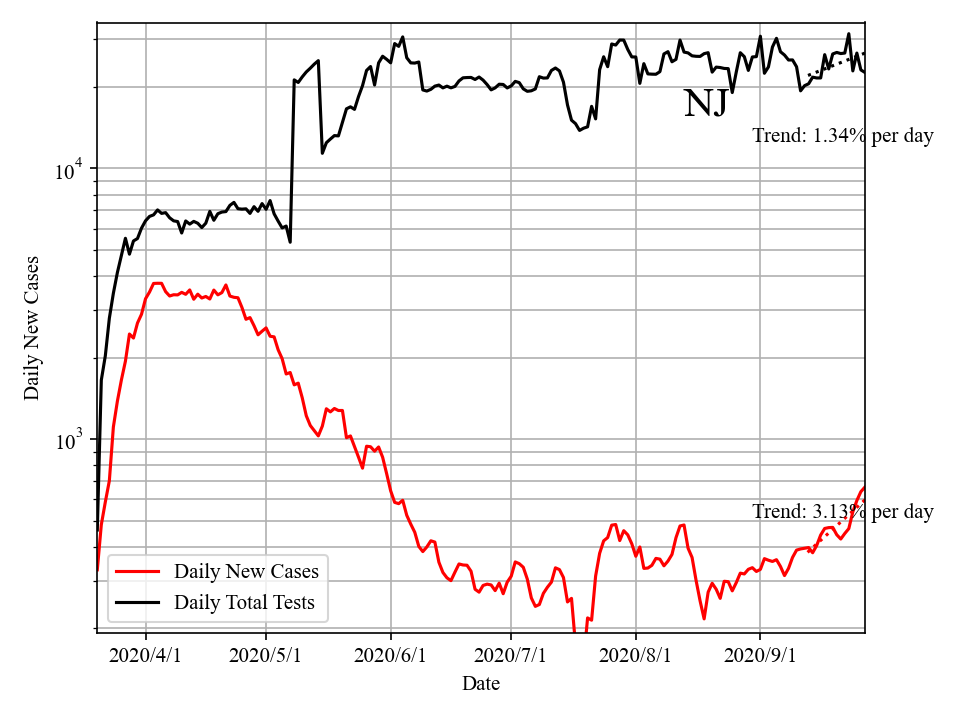 NJ
Trend: 1.34% per day
10⁴
Daily New Cases
10³
Trend: 3.13% per day
Daily New Cases
Daily Total Tests
2020/4/1 2020/5/1 2020/6/1 2020/7/1 2020/8/1 2020/9/1
Date